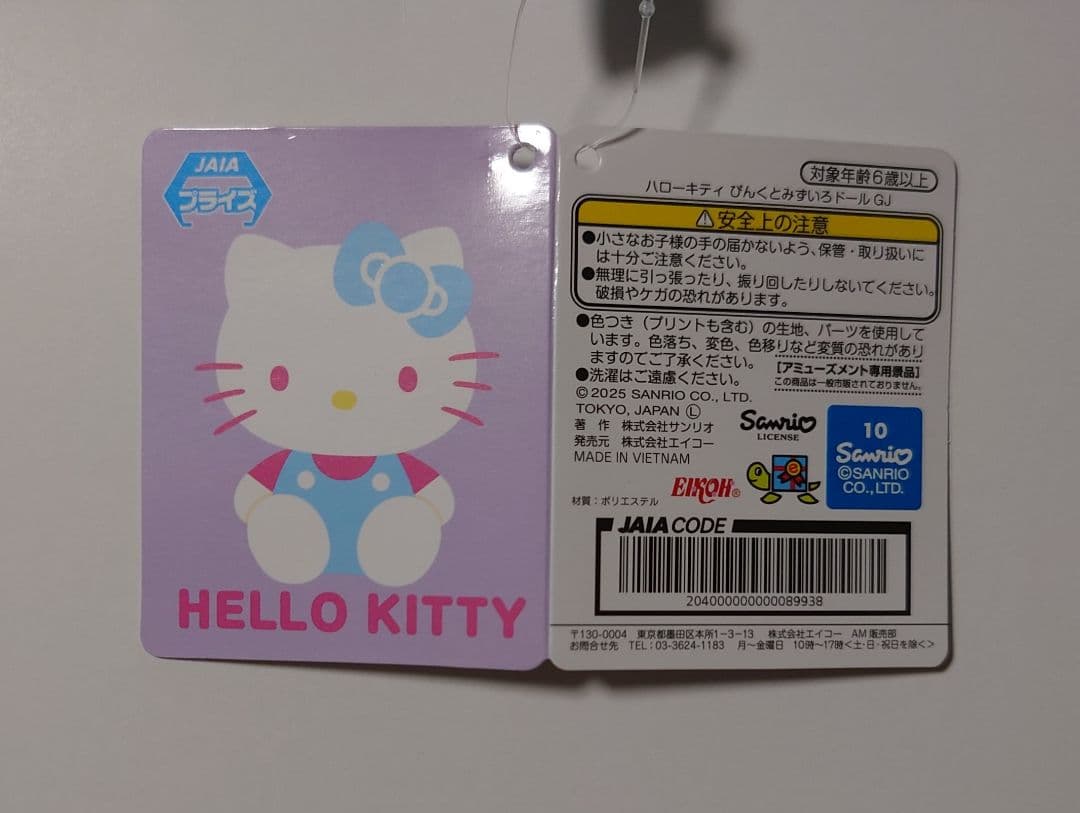 JAIA
プライズ
HELLO KITTY
対象年齢6歳以上
ハローキティ ぴんくとみずいろドール GJ
⚠安全上の注意
●小さなお子様の手の届かないよう、保管・取り扱いに
は十分ご注意ください。
●無理に引っ張ったり、振り回したりしないでください。
破損やケガの恐れがあります。
●色つき（プリントも含む）の生地、パーツを使用して
います。色落ち、変色、色移りなど変質の恐れがあり
ますのでご了承ください。
●洗濯はご遠慮ください。
【アミューズメント専用景品】
この商品は一般市販されておりません。
© 2025 SANRIO CO., LTD.
TOKYO, JAPAN Ⓛ
著 作 株式会社サンリオ
発売元 株式会社エイコー
MADE IN VIETNAM
Sanrio
LICENSE
10
Sanrio
©SANRIO
CO.,LTD.
材質：ポリエステル
EIKOH®
e
JAIA CODE
204000000000089938
〒130-0004 東京都墨田区本所1-3-13 株式会社エイコー AM販売部
お問合せ先 TEL：03-3624-1183 月〜金曜日 10時〜17時<土・日・祝日を除く>